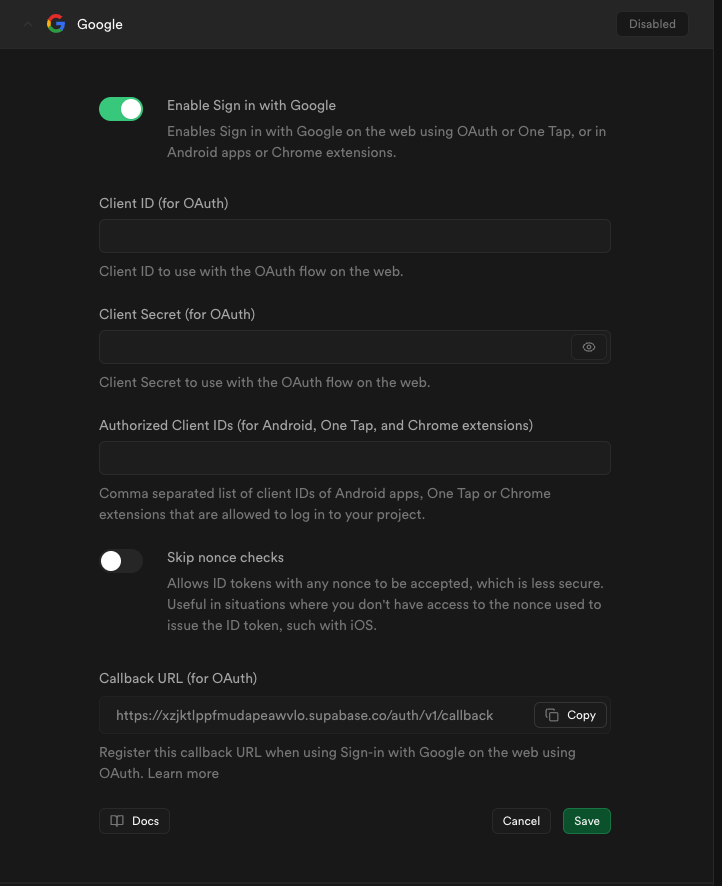 Google
Disabled
Enable Sign in with Google
Enables Sign in with Google on the web using OAuth or One Tap, or in
Android apps or Chrome extensions.
Client ID (for OAuth)
Client ID to use with the OAuth flow on the web.
Client Secret (for OAuth)
Client Secret to use with the OAuth flow on the web.
Authorized Client IDs (for Android, One Tap, and Chrome extensions)
Comma separated list of client IDs of Android apps, One Tap or Chrome
extensions that are allowed to log in to your project.
Skip nonce checks
Allows ID tokens with any nonce to be accepted, which is less secure.
Useful in situations where you don't have access to the nonce used to
issue the ID token, such with iOS.
Callback URL (for OAuth)
https://xzjktlppfmudapeawvlo.supabase.co/auth/v1/callback
Copy
Register this callback URL when using Sign-in with Google on the web using
OAuth. Learn more
Docs
Cancel
Save